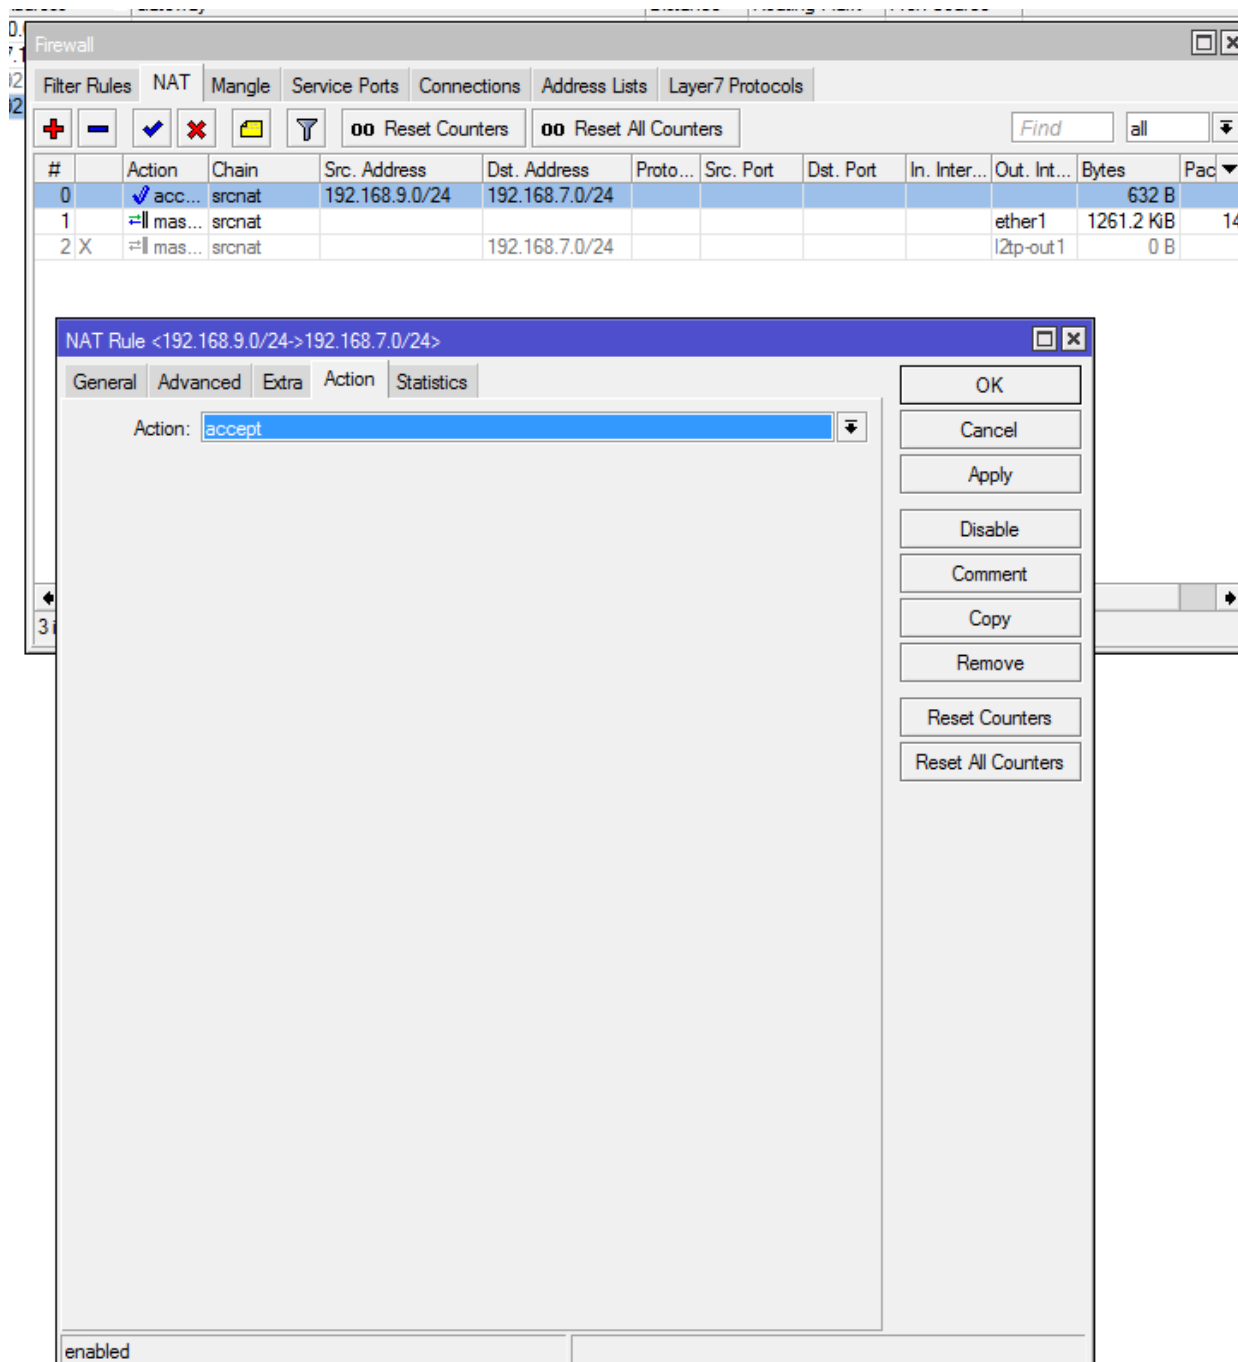 Firewall
Filter Rules NAT Mangle Service Ports Connections Address Lists Layer7 Protocols
00 Reset Counters 00 Reset All Counters Find all
# Action Chain Src. Address Dst. Address Proto... Src. Port Dst. Port In. Inter... Out. Int... Bytes Pac
0 acc... srcnat 192.168.9.0/24 192.168.7.0/24 632 B
1 mas... srcnat ether1 1261.2 KiB 14
2 X mas... srcnat 192.168.7.0/24 l2tp-out1 0 B
NAT Rule <192.168.9.0/24->192.168.7.0/24>
General Advanced Extra Action Statistics
OK
Action: accept
Cancel
Apply
Disable
Comment
Copy
3 i
Remove
Reset Counters
Reset All Counters
enabled